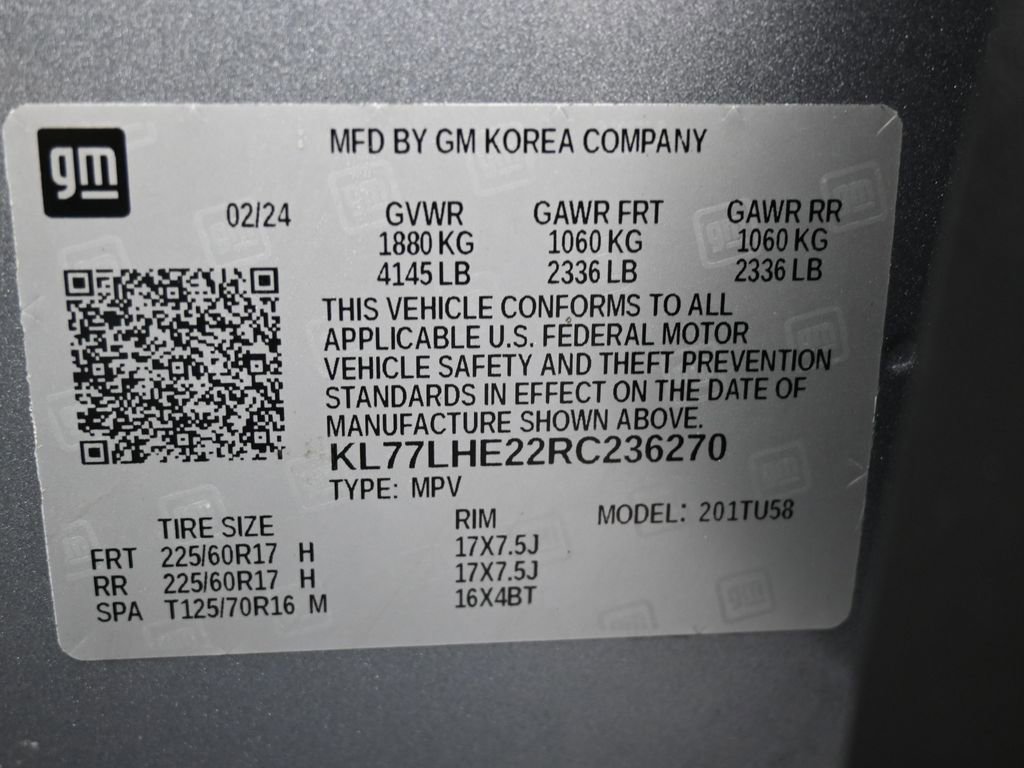 gm
MFD BY GM KOREA COMPANY
02/24 GVWR GAWR FRT GAWR RR
1880 KG 1060 KG 1060 KG
4145 LB 2336 LB 2336 LB
THIS VEHICLE CONFORMS TO ALL
APPLICABLE U.S. FEDERAL MOTOR
VEHICLE SAFETY AND THEFT PREVENTION
STANDARDS IN EFFECT ON THE DATE OF
MANUFACTURE SHOWN ABOVE.
KL77LHE22RC236270
TYPE: MPV
TIRE SIZE RIM MODEL: 201TU58
FRT 225/60R17 H 17X7.5J
RR 225/60R17 H 17X7.5J
SPA T125/70R16 M 16X4BT